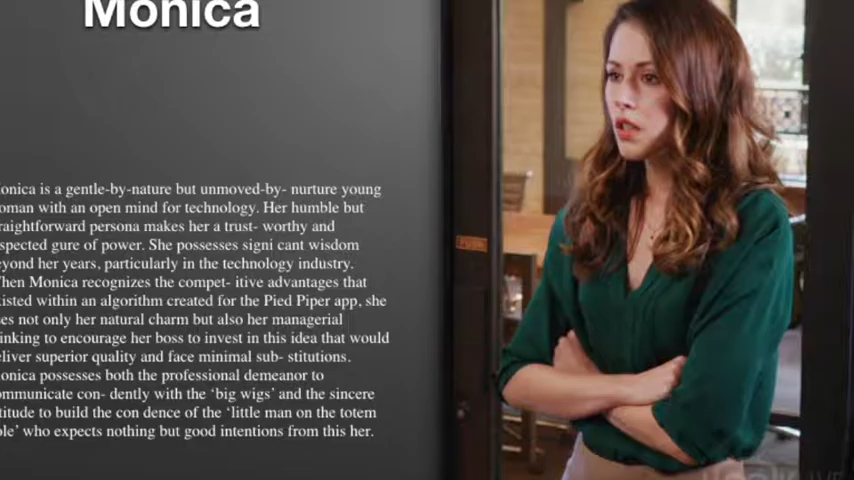 Monica
onica is a gentle-by-nature but unmoved-by- nurture young
oman with an open mind for technology. Her humble but
raightforward persona makes her a trust- worthy and
spected gure of power. She possesses signi cant wisdom
eyond her years, particularly in the technology industry.
hen Monica recognizes the compet- itive advantages that
isted within an algorithm created for the Pied Piper app, she
es not only her natural charm but also her managerial
inking to encourage her boss to invest in this idea that would
eliver superior quality and face minimal sub- stitutions.
onica possesses both the professional demeanor to
ommunicate con- dently with the ‘big wigs’ and the sincere
titude to build the con dence of the ‘little man on the totem
ole’ who expects nothing but good intentions from this her.
PUSH